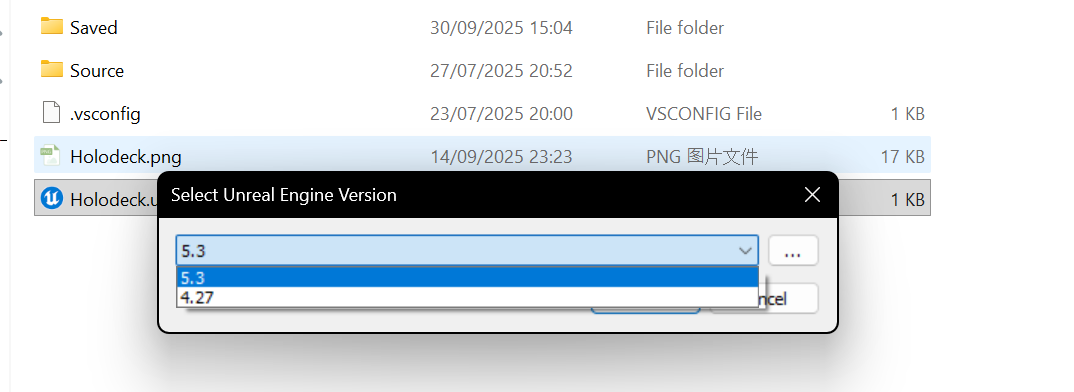 Saved 30/09/2025 15:04 File folder
Source 27/07/2025 20:52 File folder
.vsconfig 23/07/2025 20:00 VSCONFIG File 1 KB
Holodeck.png 14/09/2025 23:23 PNG 图片文件 17 KB
Holodeck.u 1 KB
Select Unreal Engine Version
5.3 ...
5.3
4.27
ncel